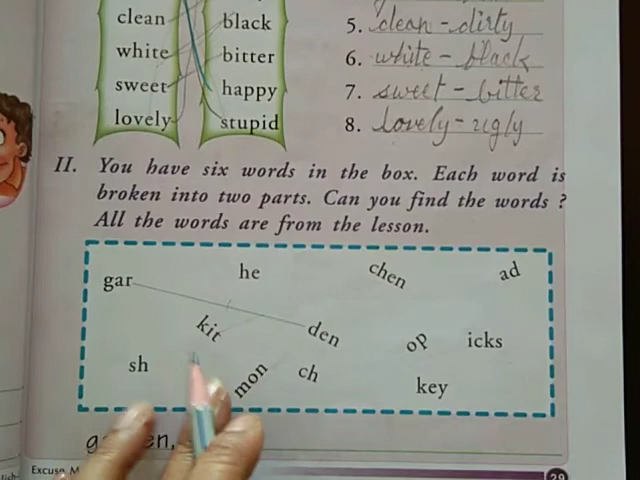 clean black
white bitter
sweet happy
lovely stupid
5. clean - dirty
6. white - black
7. sweet - bitter
8. lovely - ugly
II. You have six words in the box. Each word is
broken into two parts. Can you find the words ?
All the words are from the lesson.
gar he chen ad
kit den op icks
sh mon ch key
Excuse
29